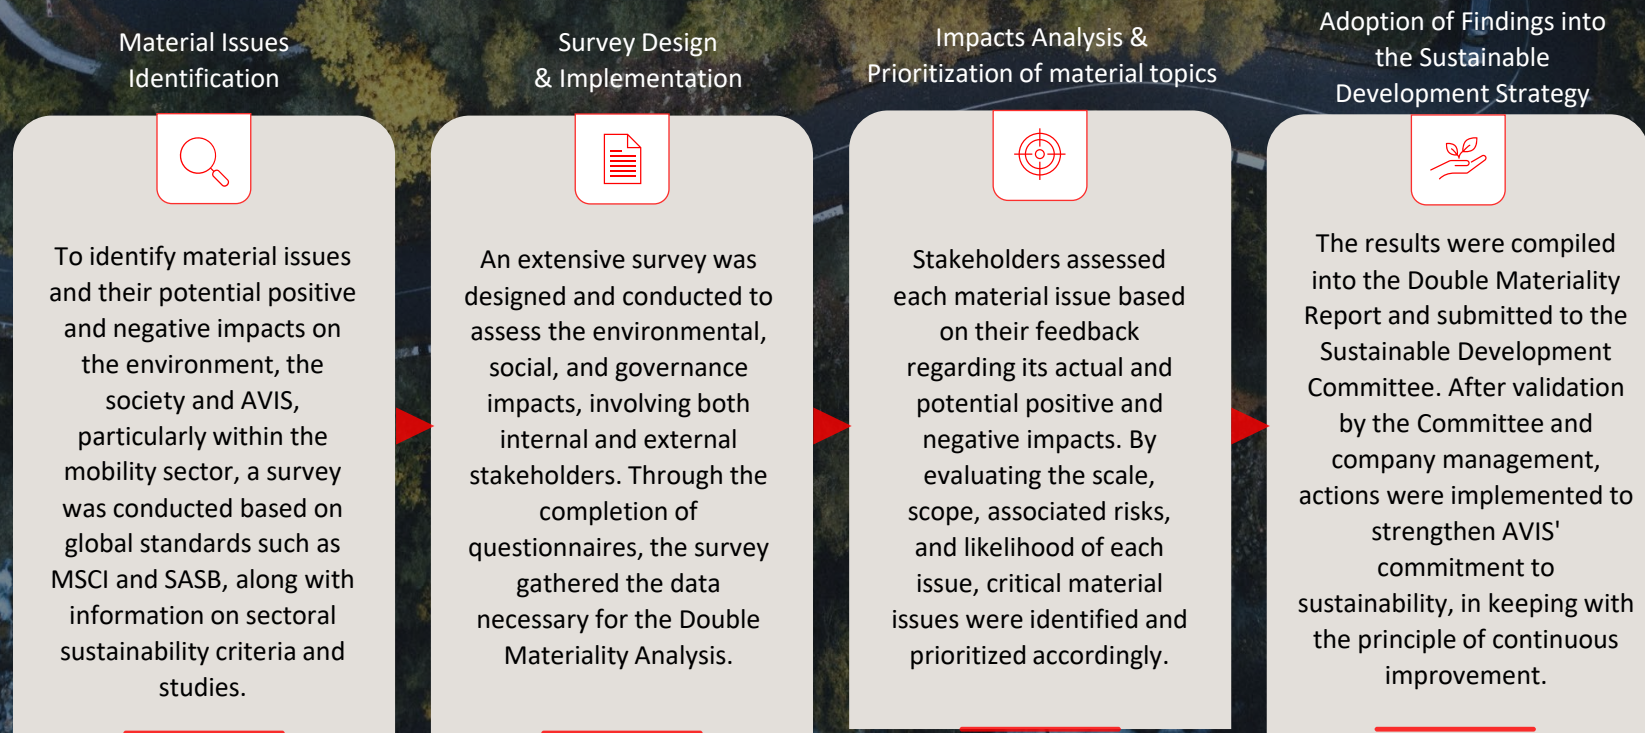 Material Issues
Identification
To identify material issues
and their potential positive
and negative impacts on
the environment, the
society and AVIS,
particularly within the
mobility sector, a survey
was conducted based on
global standards such as
MSCI and SASB, along with
information on sectoral
sustainability criteria and
studies.
Survey Design
& Implementation
An extensive survey was
designed and conducted to
assess the environmental,
social, and governance
impacts, involving both
internal and external
stakeholders. Through the
completion of
questionnaires, the survey
gathered the data
necessary for the Double
Materiality Analysis.
Impacts Analysis &
Prioritization of material topics
Stakeholders assessed
each material issue based
on their feedback
regarding its actual and
potential positive and
negative impacts. By
evaluating the scale,
scope, associated risks,
and likelihood of each
issue, critical material
issues were identified and
prioritized accordingly.
Adoption of Findings into
the Sustainable
Development Strategy
The results were compiled
into the Double Materiality
Report and submitted to the
Sustainable Development
Committee. After validation
by the Committee and
company management,
actions were implemented to
strengthen AVIS'
commitment to
sustainability, in keeping with
the principle of continuous
improvement.